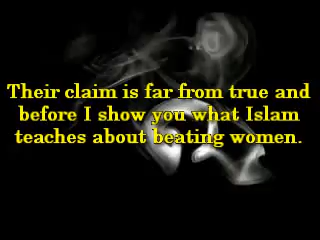 Their claim is far from true and
before I show you what Islam
teaches about beating women.